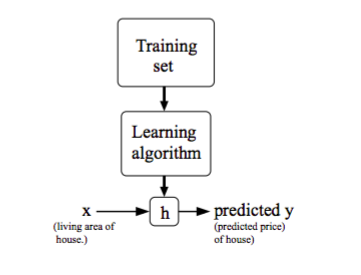 Training
set
Learning
algorithm
x
h
predicted y
(living area of
house.)
(predicted price)
of house)